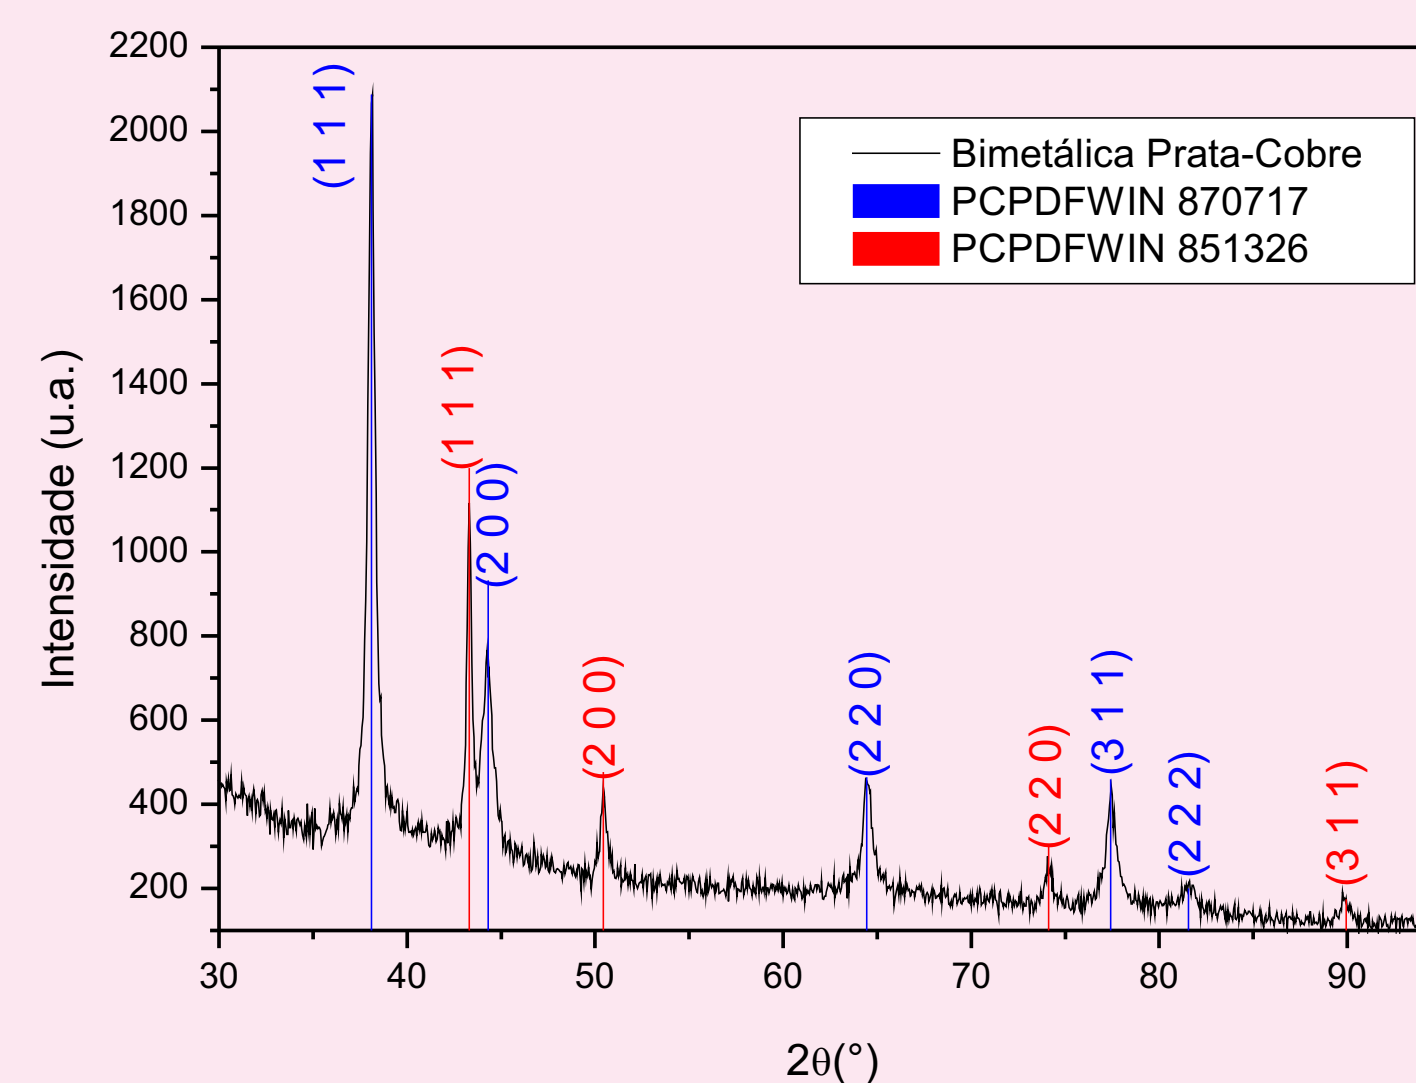 2200
2000
1800
1600
1400
1200
1000
800
600
400
200
Intensidade (u.a.)
(1 1 1)
(1 1 1)
(2 0 0)
(2 0 0)
(2 2 0)
(2 2 0)
(3 1 1)
(2 2 2)
(3 1 1)
Bimetálica Prata-Cobre
PCPDFWIN 870717
PCPDFWIN 851326
30 40 50 60 70 80 90
2θ(°)